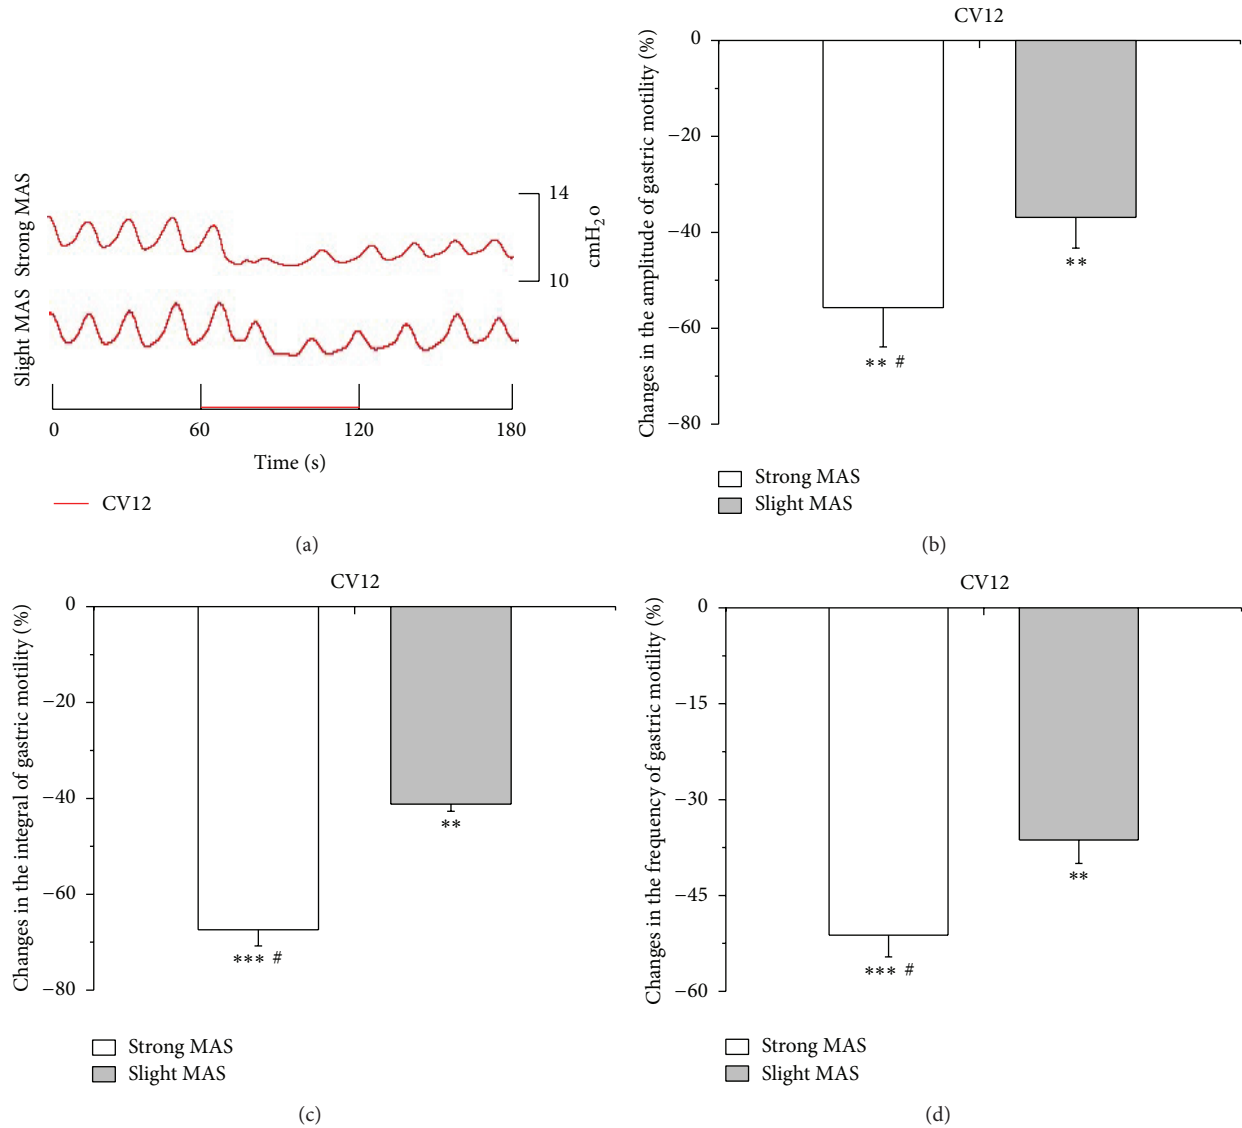 Strong MAS
Slight MAS
14
10
cmH2o
0
60
120
180
Time (s)
CV12
(a)
CV12
Changes in the amplitude of gastric motility (%)
0
−20
−40
−60
−80
** #
**
Strong MAS
Slight MAS
(b)
CV12
Changes in the integral of gastric motility (%)
0
−20
−40
−60
−80
*** #
**
Strong MAS
Slight MAS
(c)
CV12
Changes in the frequency of gastric motility (%)
0
−15
−30
−45
−60
*** #
**
Strong MAS
Slight MAS
(d)